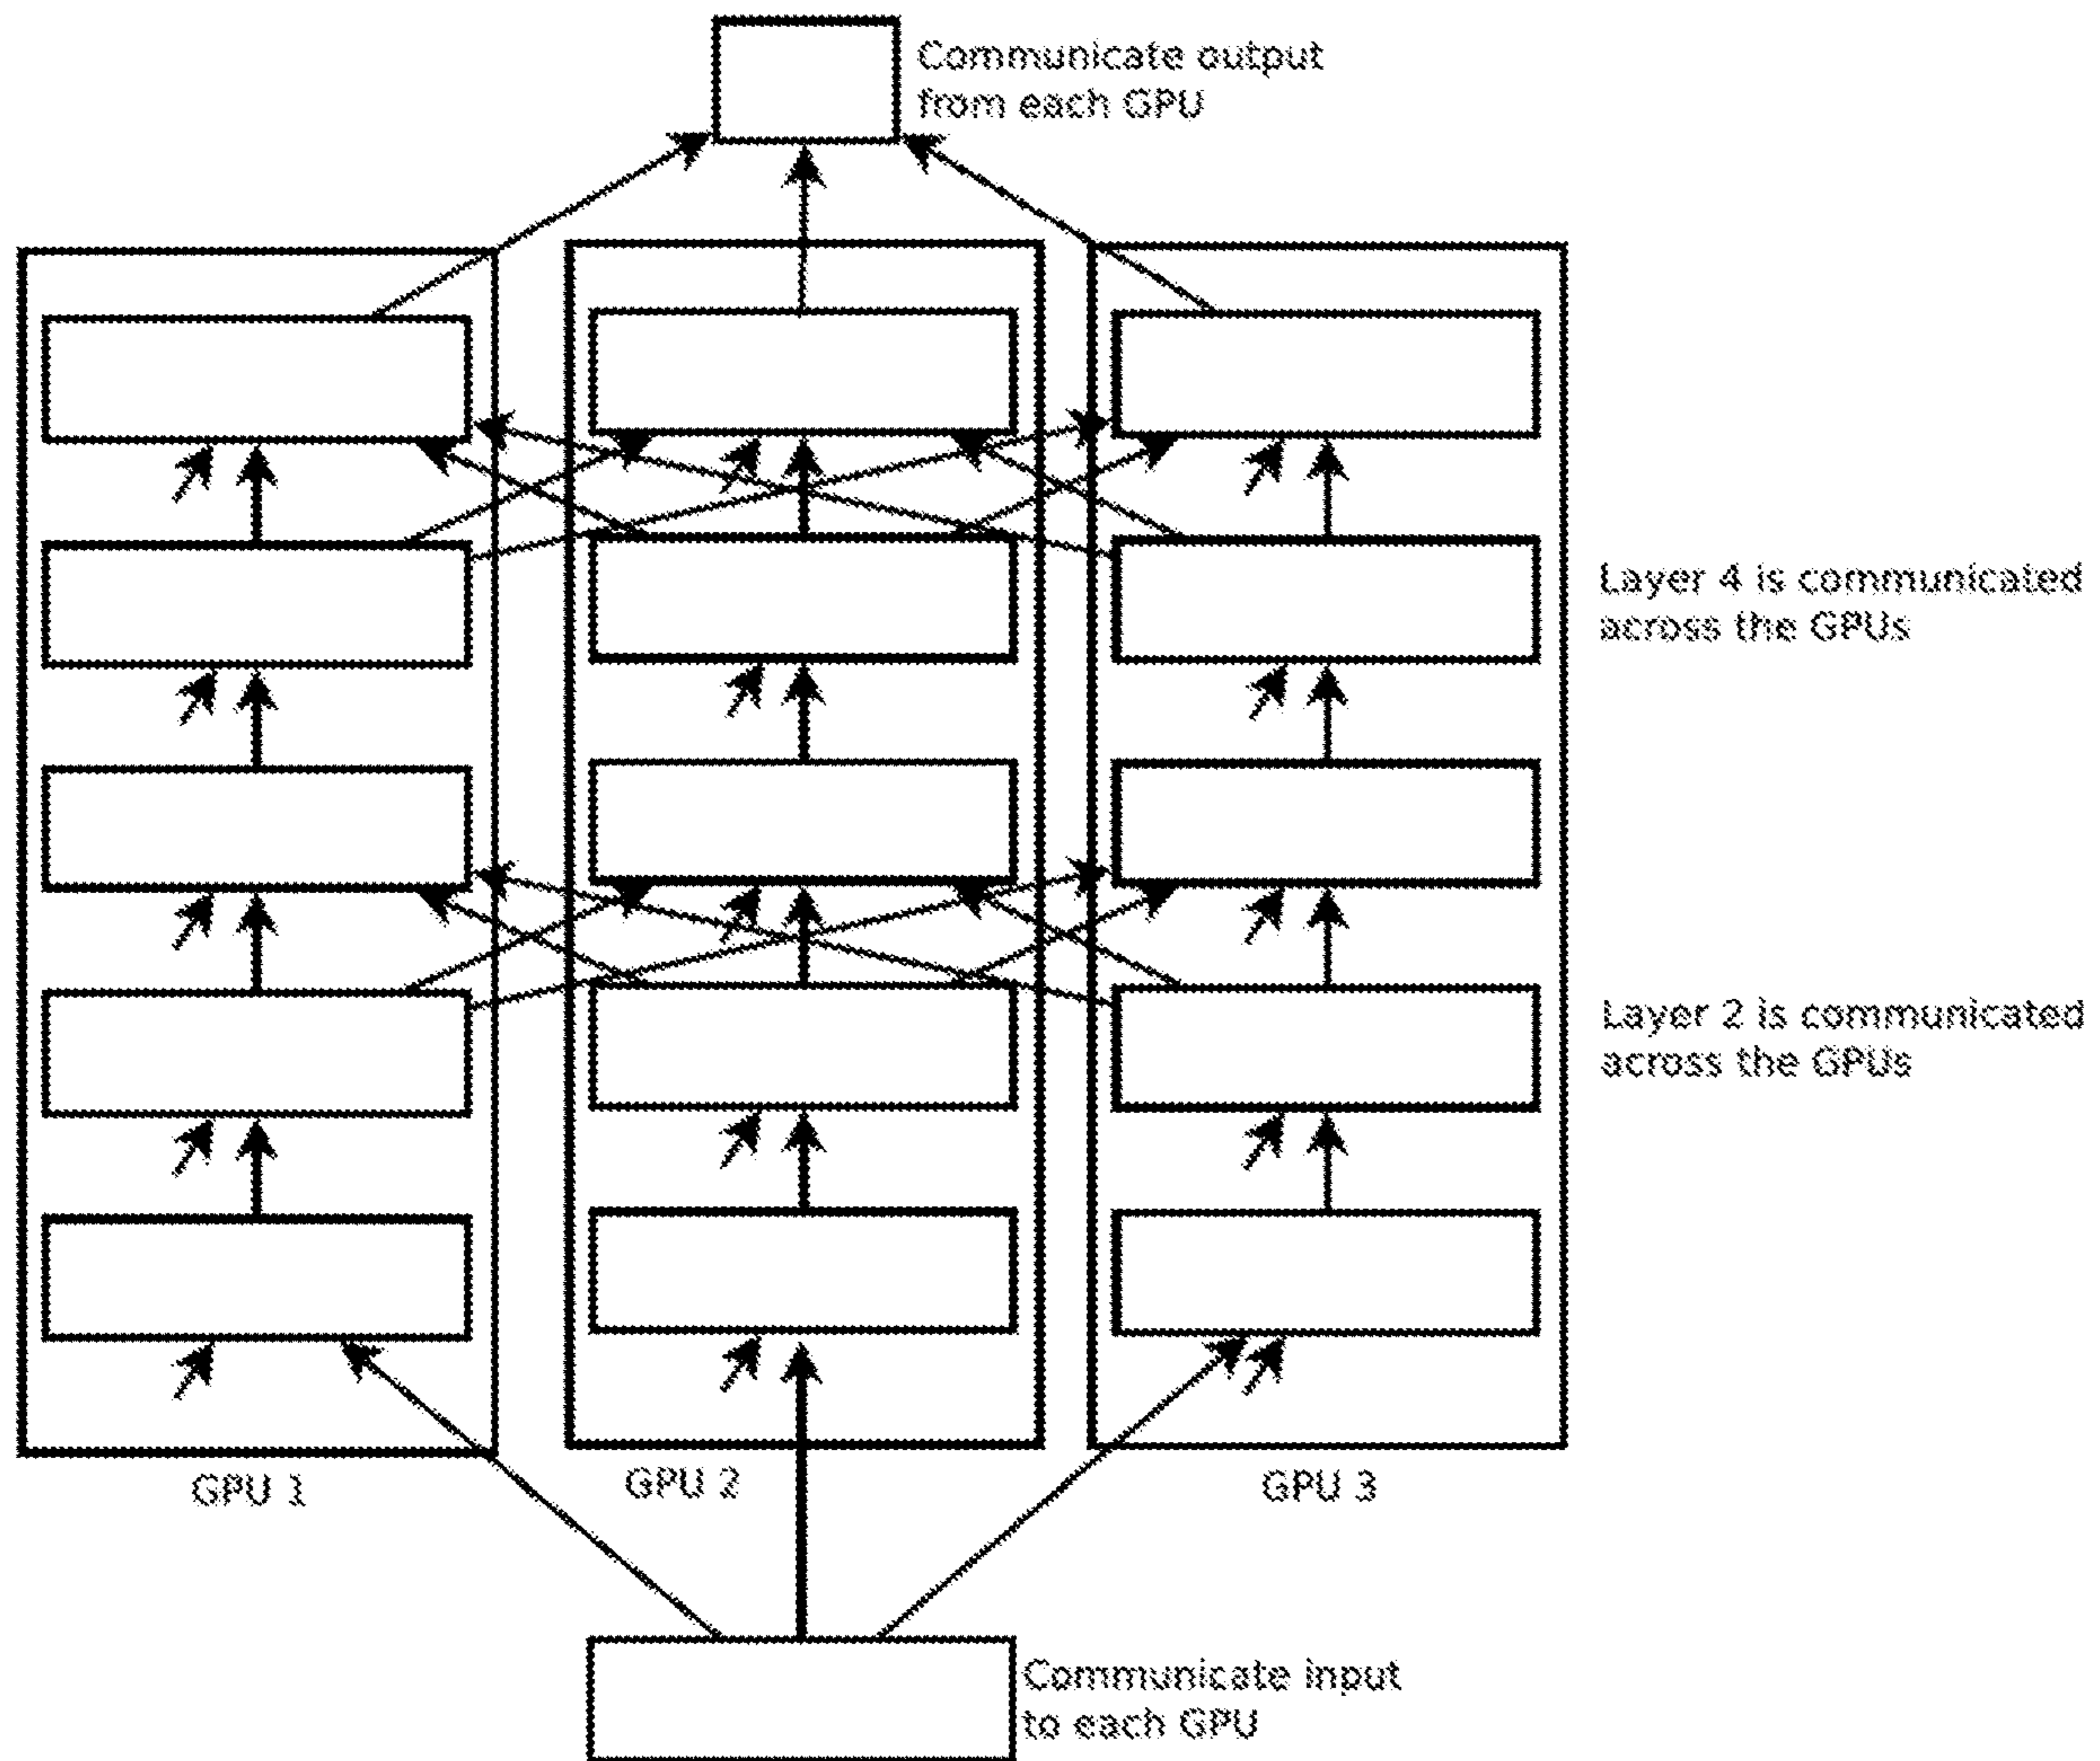 Communicate output
from each GPU
Layer 4 is communicated
across the GPUs
Layer 2 is communicated
across the GPUs
GPU 1
GPU 2
GPU 3
Communicate input
to each GPU